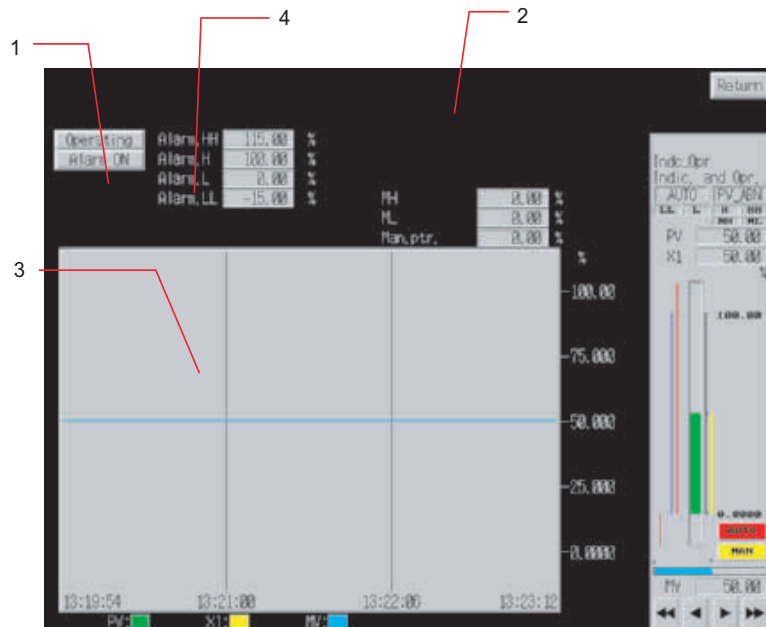 4
2
1
Return
Operating
Alarm ON
Alarm.HH 115.00 %
Alarm.H 100.00 %
Alarm.L 0.00 %
Alarm.LL -15.00 %
MH 0.00 %
ML 0.00 %
Man.ptr. 0.00 %
3
%
100.00
75.000
50.000
25.000
0.0000
13:19:54 13:21:00 13:22:06 13:23:12
PV: X1: MV:
Indc.Opr
Indic. and Opr.
AUTO PV_ABN
LL L H HH
MH ML
PV 50.00
X1 50.00
%
100.00
0.0000
AUTO
MAN
MV 50.00